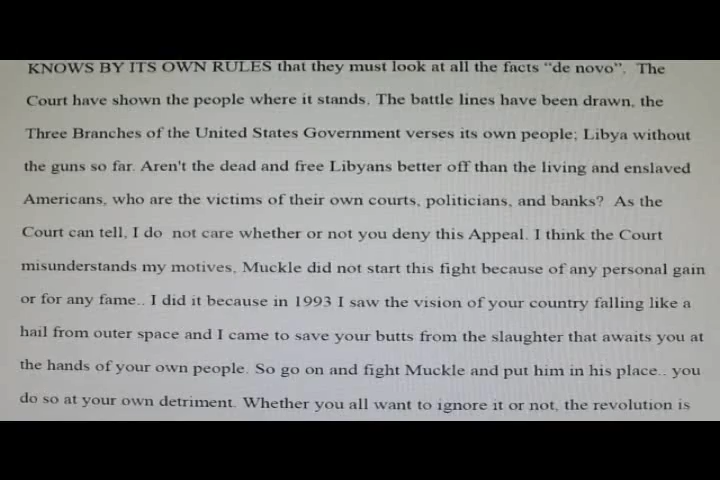 KNOWS BY ITS OWN RULES that they must look at all the facts "de novo". The
Court have shown the people where it stands. The battle lines have been drawn, the
Three Branches of the United States Government verses its own people; Libya without
the guns so far. Aren't the dead and free Libyans better off than the living and enslaved
Americans, who are the victims of their own courts, politicians, and banks? As the
Court can tell, I do not care whether or not you deny this Appeal. I think the Court
misunderstands my motives, Muckle did not start this fight because of any personal gain
or for any fame.. I did it because in 1993 I saw the vision of your country falling like a
hail from outer space and I came to save your butts from the slaughter that awaits you at
the hands of your own people. So go on and fight Muckle and put him in his place.. you
do so at your own detriment. Whether you all want to ignore it or not, the revolution is